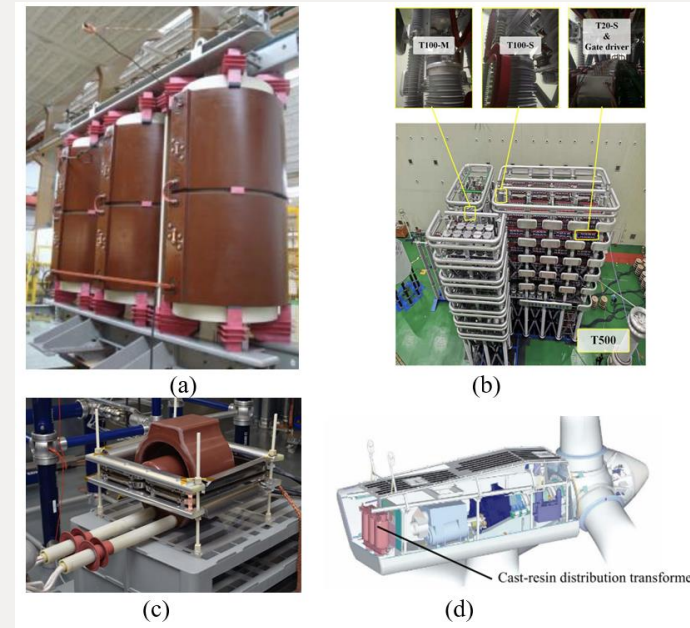 T100-M
T100-S
T20-S
&
Gate driver
T500
(a)
(b)
(c)
Cast-resin distribution transforme
(d)